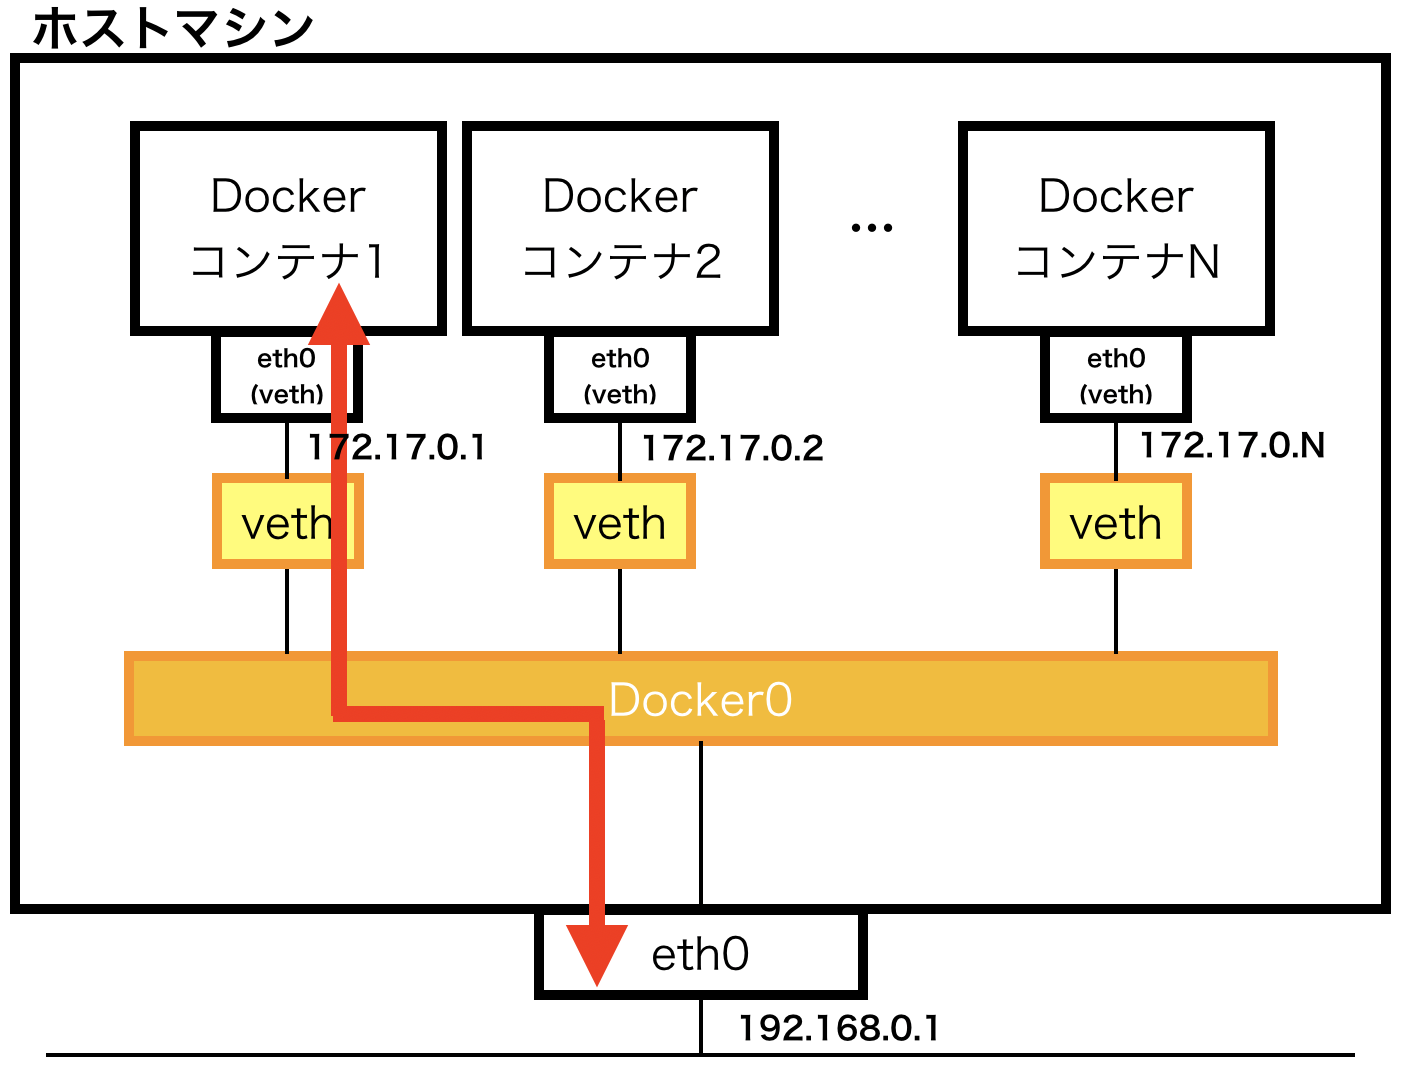 ホストマシン
Docker
コンテナ1
Docker
コンテナ2
...
Docker
コンテナN
eth0
(veth)
eth0
(veth)
eth0
(veth)
172.17.0.1
172.17.0.2
172.17.0.N
veth
veth
veth
Docker0
eth0
192.168.0.1